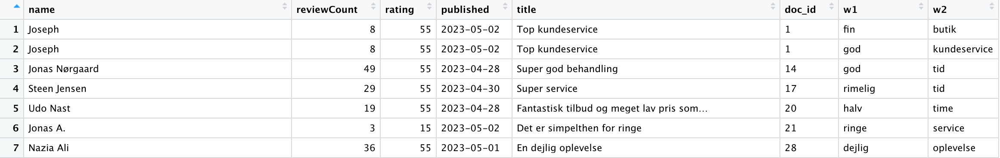 name reviewCount rating published title doc_id w1 w2
1 Joseph 8 55 2023-05-02 Top kundeservice 1 fin butik
2 Joseph 8 55 2023-05-02 Top kundeservice 1 god kundeservice
3 Jonas Nørgaard 49 55 2023-04-28 Super god behandling 14 god tid
4 Steen Jensen 29 55 2023-04-30 Super service 17 rimelig tid
5 Udo Nast 19 55 2023-04-28 Fantastisk tilbud og meget lav pris som… 20 halv time
6 Jonas A. 3 15 2023-05-02 Det er simpelthen for ringe 21 ringe service
7 Nazia Ali 36 55 2023-05-01 En dejlig oplevelse 28 dejlig oplevelse